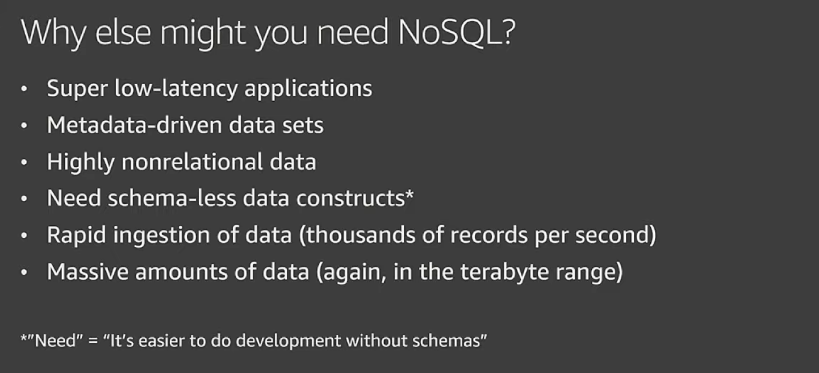 Why else might you need NoSQL?
• Super low-latency applications
• Metadata-driven data sets
• Highly nonrelational data
• Need schema-less data constructs*
• Rapid ingestion of data (thousands of records per second)
• Massive amounts of data (again, in the terabyte range)
*”Need” = “It’s easier to do development without schemas”